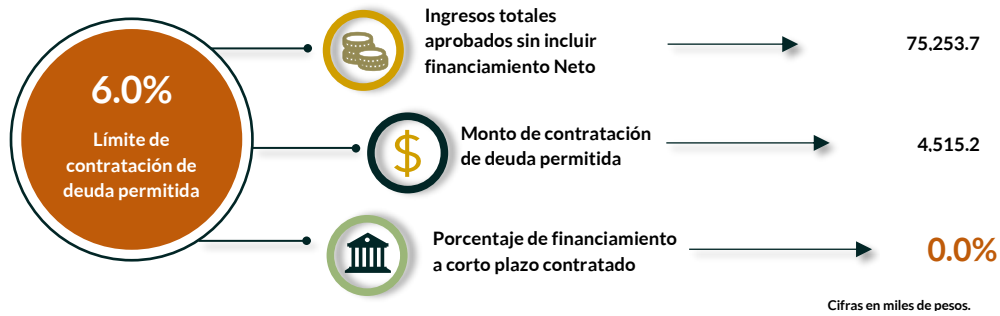 6.0%
Límite de
contratación de
deuda permitida
Ingresos totales
aprobados sin incluir
financiamiento Neto
75,253.7
$
Monto de contratación
de deuda permitida
4,515.2
Porcentaje de financiamiento
a corto plazo contratado
0.0%
Cifras en miles de pesos.